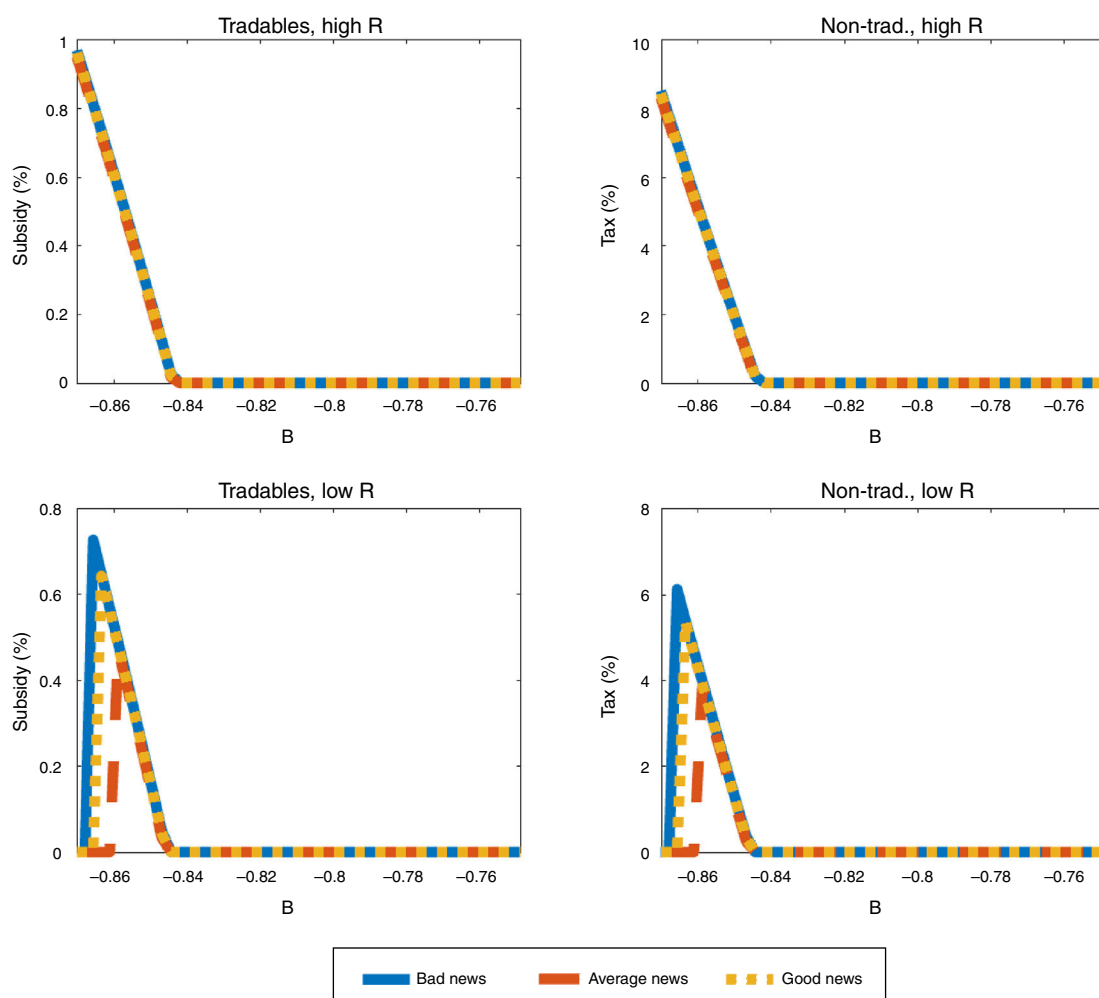 Tradables, high R
1
0.8
0.6
0.4
0.2
0
Subsidy (%)
–0.86 –0.84 –0.82 –0.8 –0.78 –0.76
B
Non-trad., high R
10
8
6
4
2
0
Tax (%)
–0.86 –0.84 –0.82 –0.8 –0.78 –0.76
B
Tradables, low R
0.8
0.6
0.4
0.2
0
Subsidy (%)
–0.86 –0.84 –0.82 –0.8 –0.78 –0.76
B
Non-trad., low R
8
6
4
2
0
Tax (%)
–0.86 –0.84 –0.82 –0.8 –0.78 –0.76
B
Bad news Average news Good news